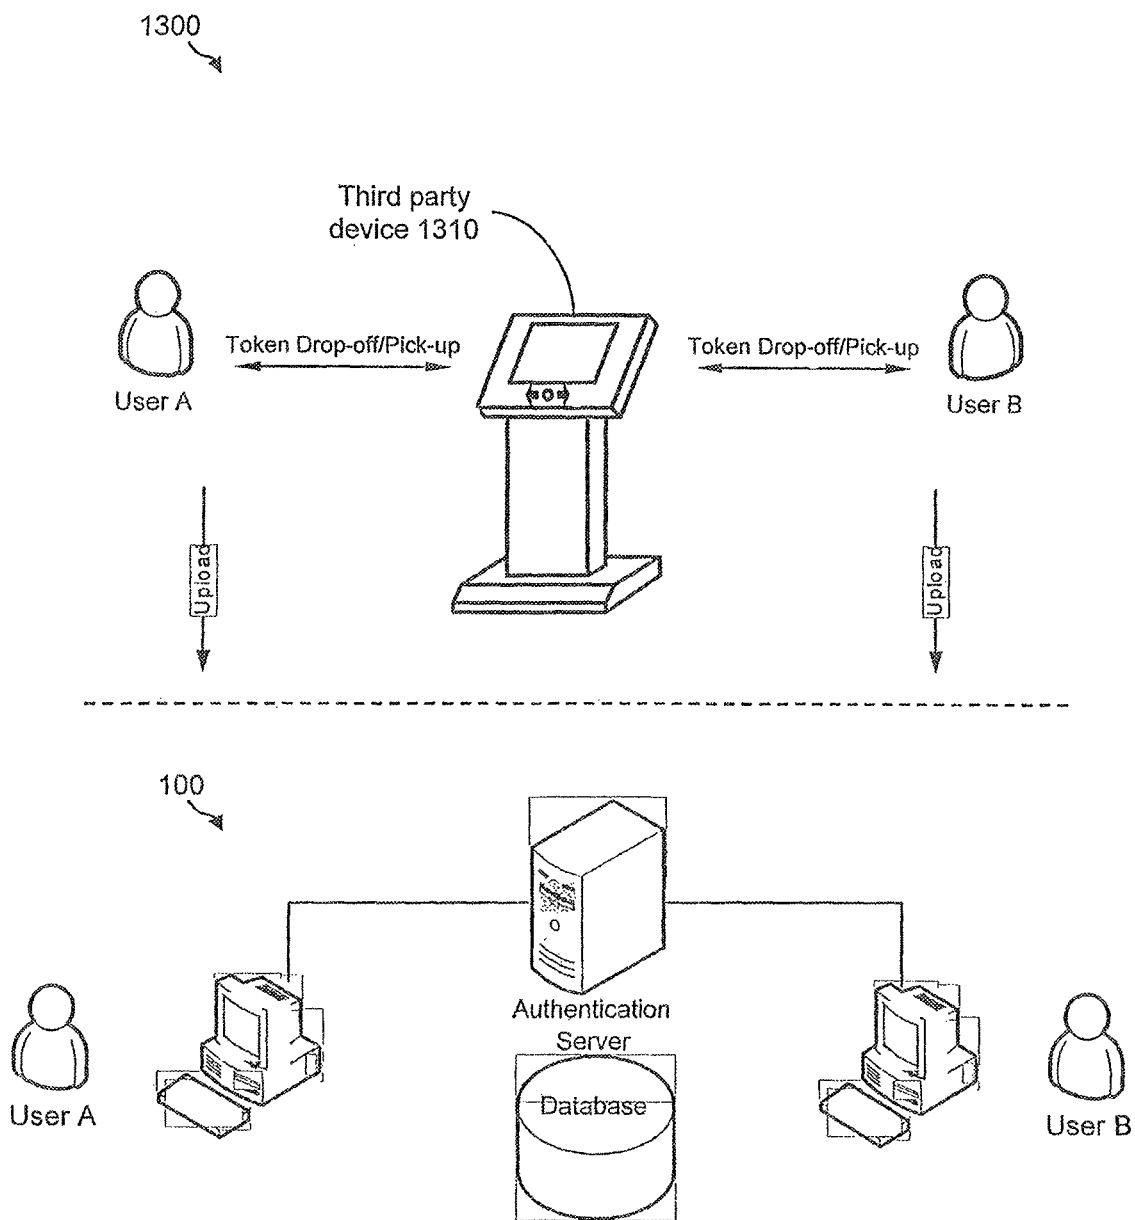 1300
Third party
device 1310
Token Drop-off/Pick-up
Token Drop-off/Pick-up
User A
User B
Upload
Upload
100
Authentication
Server
Database
User A
User B